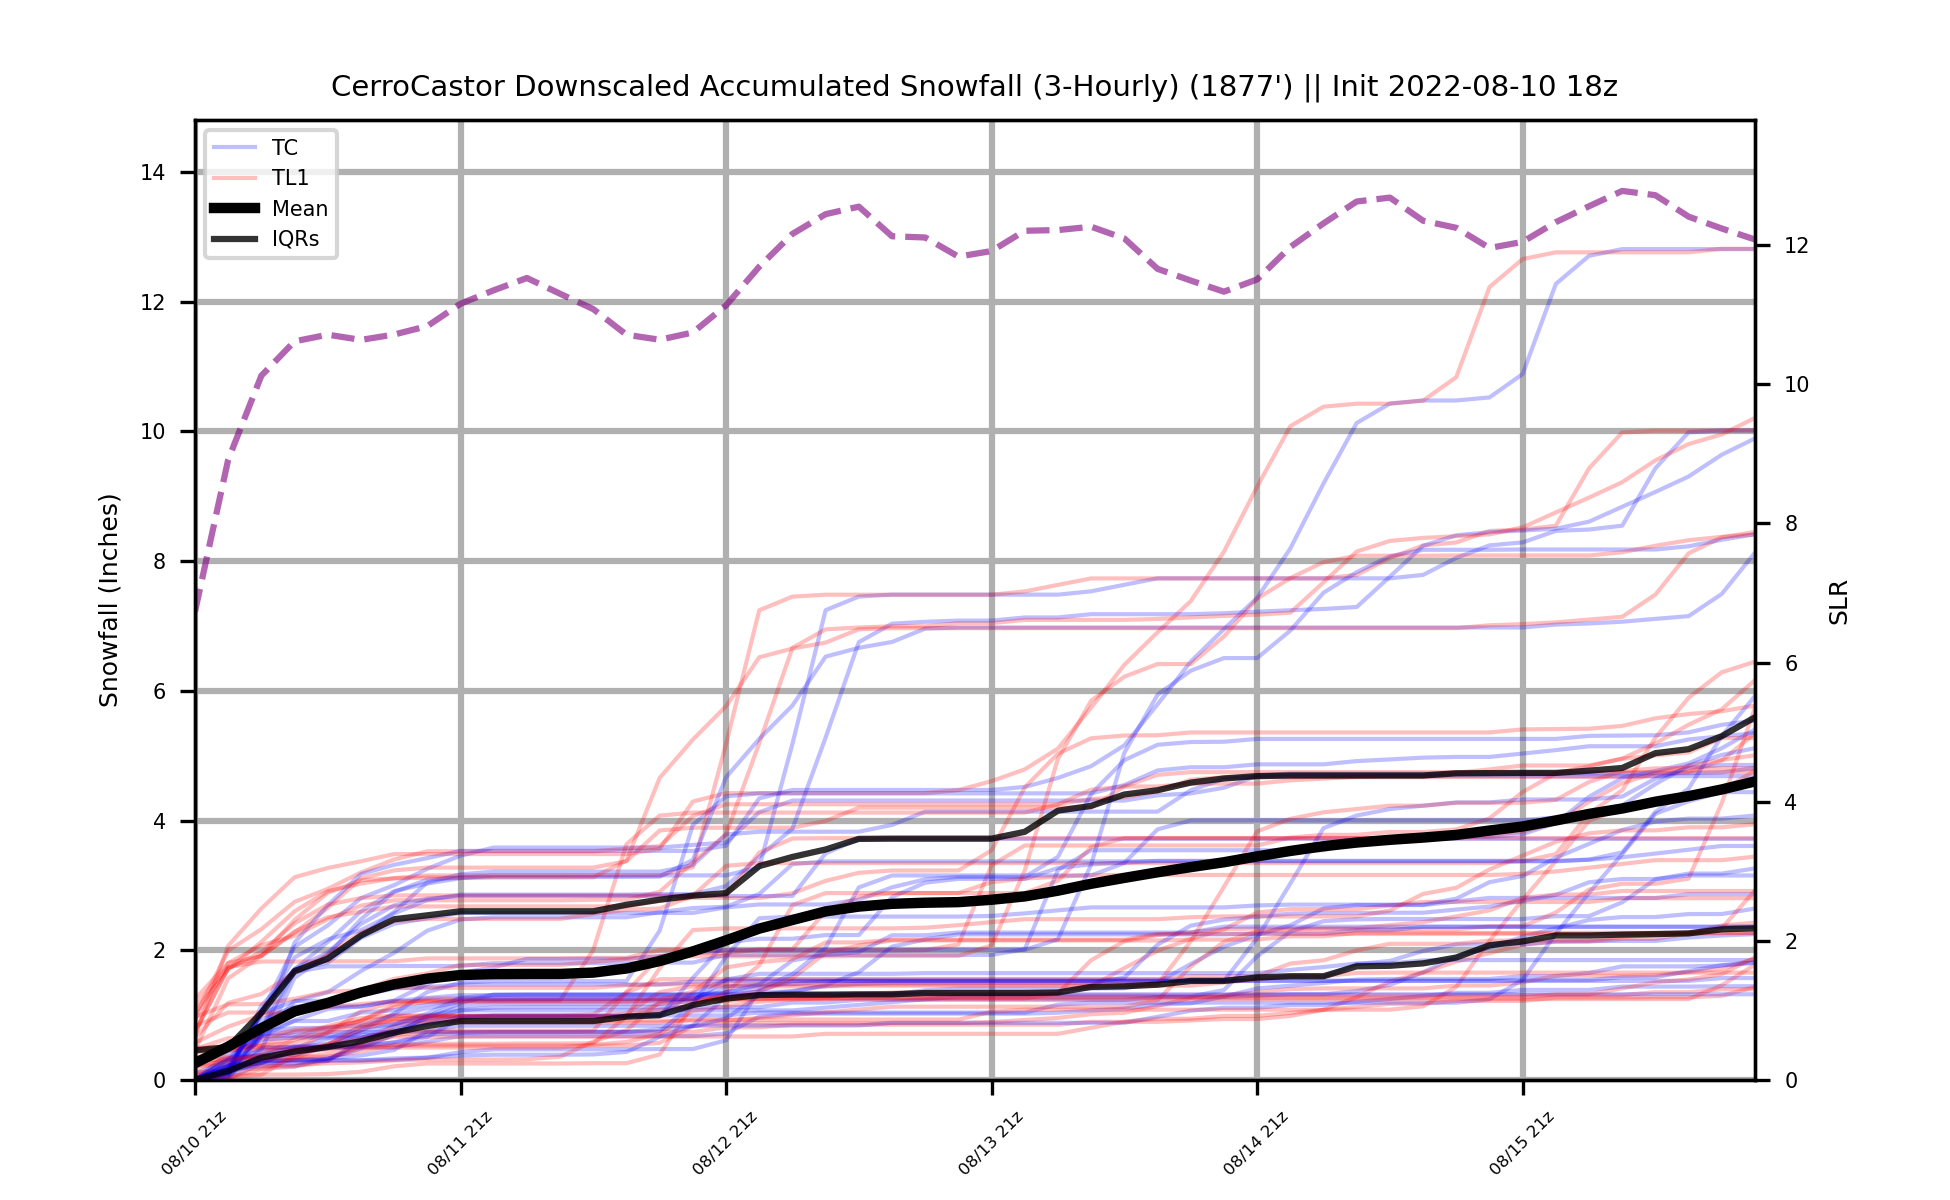 CerroCastor Downscaled Accumulated Snowfall (3-Hourly) (1877') || Init 2022-08-10 18z
TC
TL1
Mean
IQRs
Snowfall (Inches)
14
12
10
8
6
4
2
0
12
10
8
6
4
2
0
SLR
08/10 21z
08/11 21z
08/12 21z
08/13 21z
08/14 21z
08/15 21z